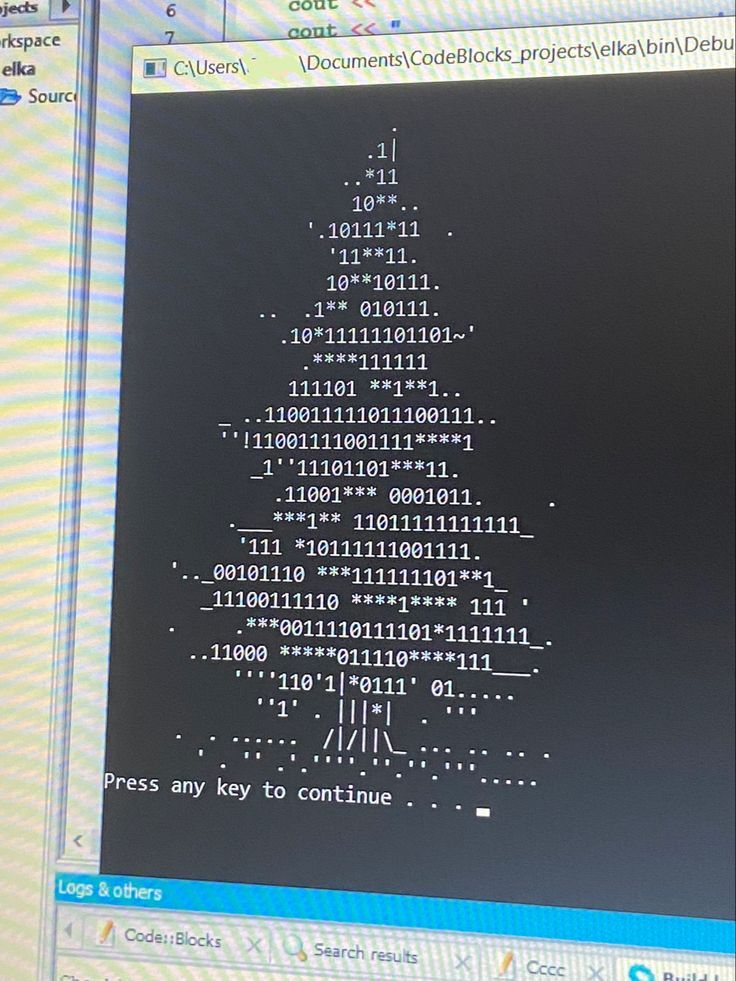 ojects
6
cout <<
rkspace
7
cout << "
elka
C:\Users\
\Documents\CodeBlocks_projects\elka\bin\Debu
Sourc
.
.1|
..*11
10**..
'.10111*11  .
'11**11.
10**10111.
..  .1** 010111.
.10*11111101101~'
.****111111
111101 **1**1..
_ ..110011111011100111..
''!11001111001111****1
_1''11101101***11.
.11001*** 0001011.     .
.___***1** 11011111111111_
'111 *10111111001111.
'.._00101110 ***111111101**1_
_11100111110 ****1**** 111 '
.    .***0011110111101*1111111_.
..11000 *****011110****111___.
''''110'1|*0111' 01.....
''1' . |||*|  . '''
. . ......  /|/||\_ ... .. .. .
' . '' .'.''''.''.''.'''.....
Press any key to continue . . . _
<
Logs & others
Code::Blocks
Search results
Cccc